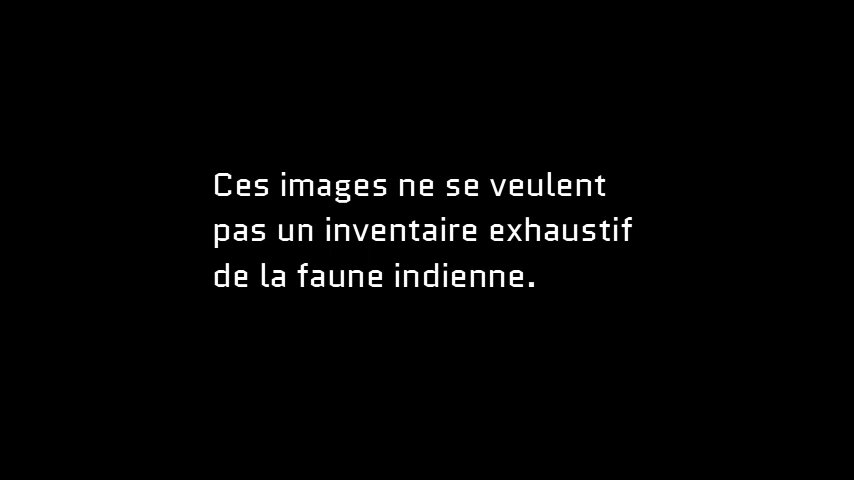 Ces images ne se veulent
pas un inventaire exhaustif
de la faune indienne.